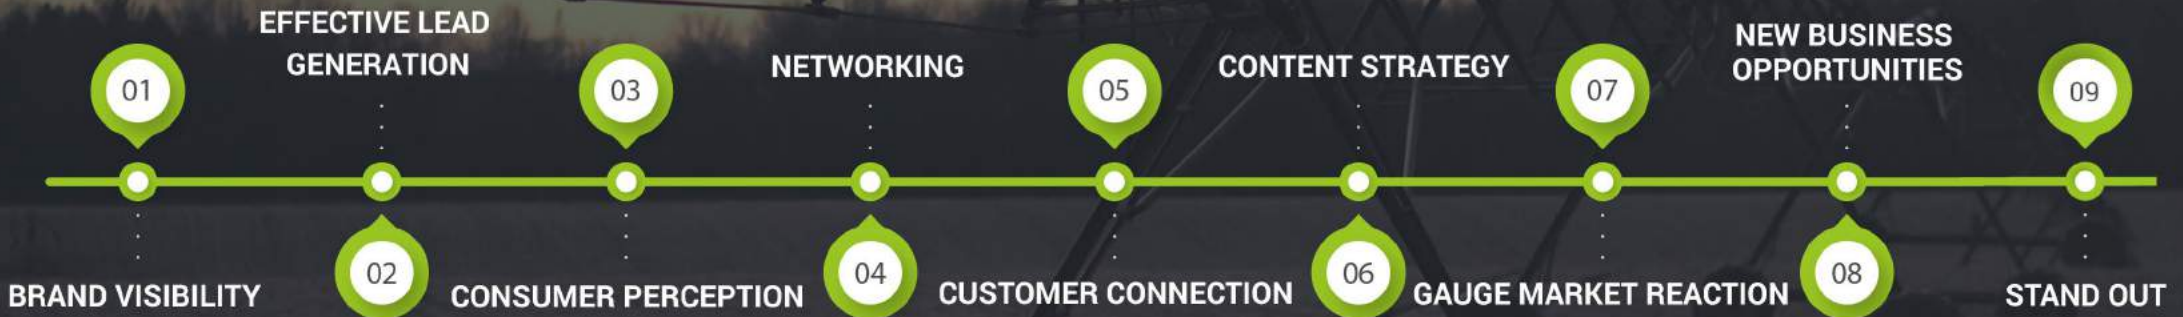 01
BRAND VISIBILITY
EFFECTIVE LEAD
GENERATION
02
03
CONSUMER PERCEPTION
NETWORKING
04
05
CUSTOMER CONNECTION
CONTENT STRATEGY
06
07
GAUGE MARKET REACTION
NEW BUSINESS
OPPORTUNITIES
08
09
STAND OUT